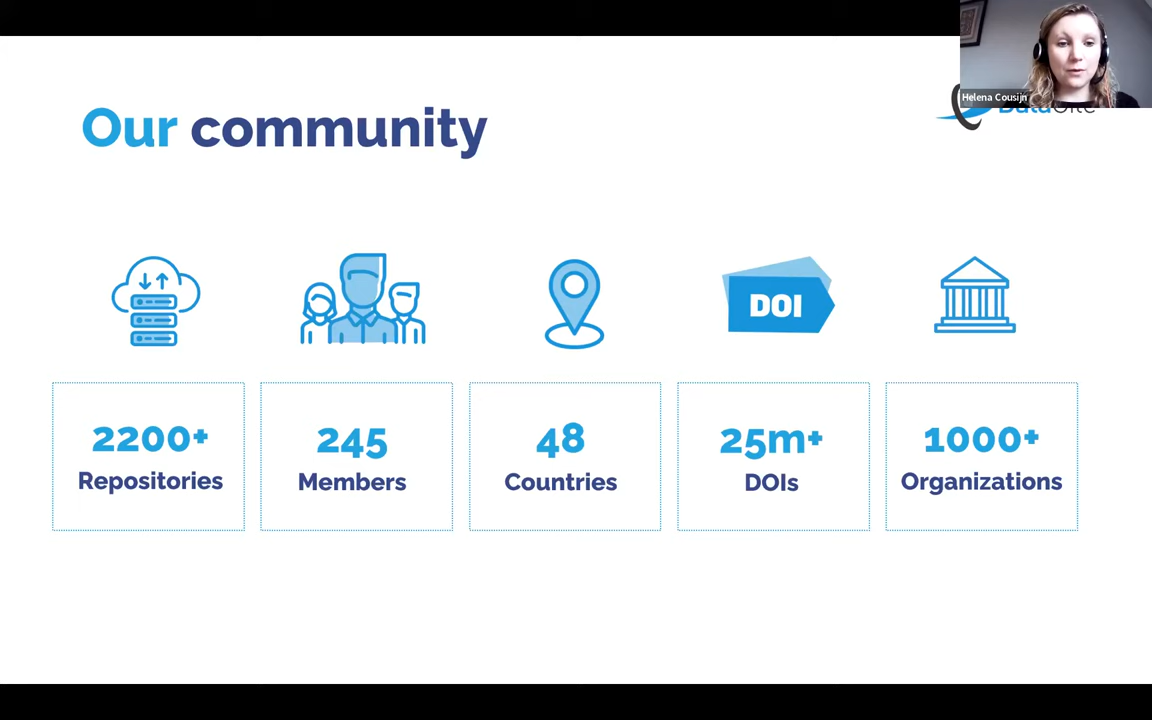 Our community
Helena Cousijn
DOI
2200+
Repositories
245
Members
48
Countries
25m+
DOIs
1000+
Organizations